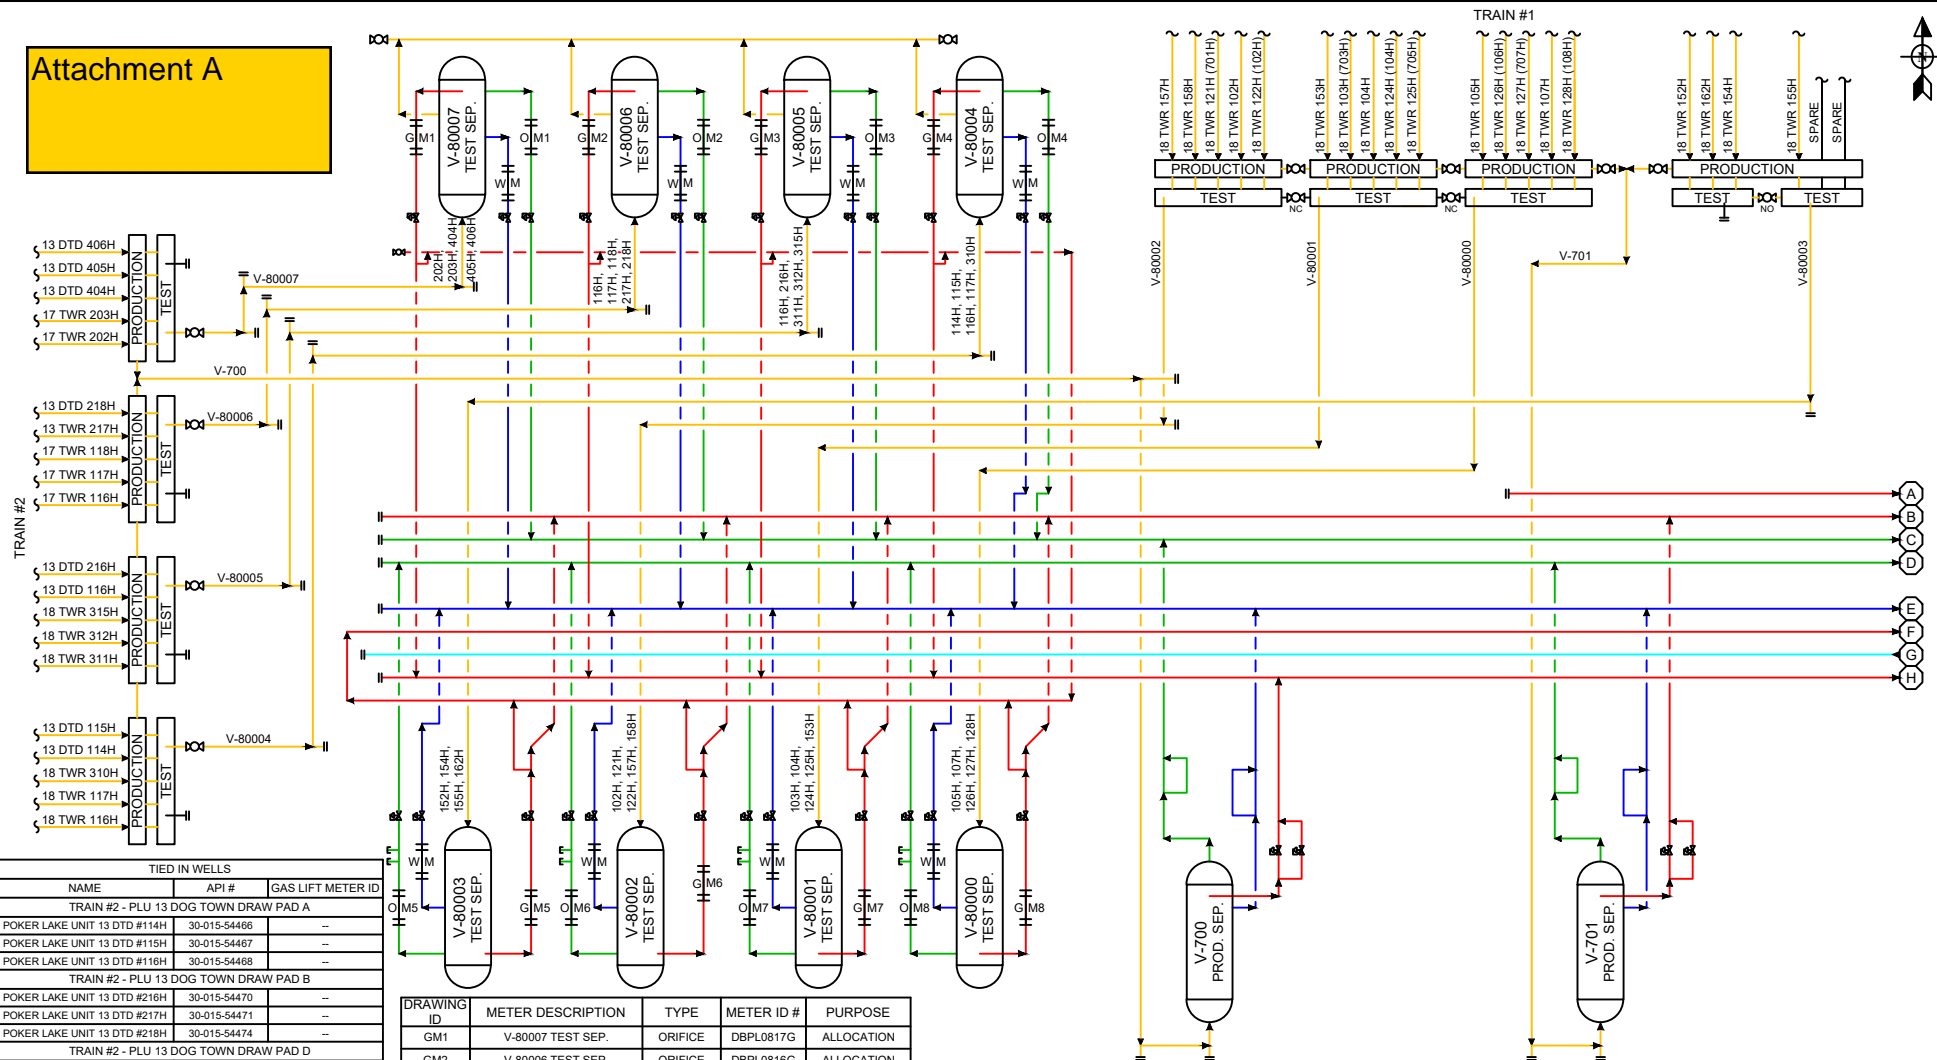 Attachment A
TRAIN #1
N
V-80007
TEST SEP.
V-80006
TEST SEP.
V-80005
TEST SEP.
V-80004
TEST SEP.
GM1
OM1
GM2
OM2
GM3
OM3
GM4
OM4
WM
WM
WM
WM
18 TWR 157H
18 TWR 158H
18 TWR 121H (701H)
18 TWR 102H
18 TWR 122H (102H)
18 TWR 153H
18 TWR 103H (703H)
18 TWR 104H
18 TWR 124H (104H)
18 TWR 125H (705H)
18 TWR 105H
18 TWR 126H (106H)
18 TWR 127H (707H)
18 TWR 107H
18 TWR 128H (108H)
18 TWR 152H
18 TWR 162H
18 TWR 154H
18 TWR 155H
SPARE
SPARE
PRODUCTION
PRODUCTION
PRODUCTION
PRODUCTION
TEST
NC
TEST
NC
TEST
TEST
NO
TEST
V-80002
V-80001
V-80000
V-701
V-80003
202H,
203H, 404H
405H, 406H
116H,
117H, 118H,
217H, 218H
116H, 216H,
311H, 312H, 315H
114H, 115H,
116H, 117H, 310H
TRAIN #2
13 DTD 406H
13 DTD 405H
13 DTD 404H
17 TWR 203H
17 TWR 202H
PRODUCTION
TEST
V-80007
V-700
13 DTD 218H
13 TWR 217H
17 TWR 118H
17 TWR 117H
17 TWR 116H
PRODUCTION
TEST
V-80006
13 DTD 216H
13 DTD 116H
18 TWR 315H
18 TWR 312H
18 TWR 311H
PRODUCTION
TEST
V-80005
13 DTD 115H
13 DTD 114H
18 TWR 310H
18 TWR 117H
18 TWR 116H
PRODUCTION
TEST
V-80004
A
B
C
D
E
F
G
H
152H, 154H,
155H, 162H
102H, 121H,
122H, 157H, 158H
103H, 104H,
124H, 125H, 153H
105H, 107H,
126H, 127H, 128H
WM
WM
WM
WM
OM5
GM5
OM6
GM6
OM7
GM7
OM8
GM8
V-80003
TEST SEP.
V-80002
TEST SEP.
V-80001
TEST SEP.
V-80000
TEST SEP.
V-700
PROD. SEP.
V-701
PROD. SEP.
TIED IN WELLS
NAME API # GAS LIFT METER ID
TRAIN #2 - PLU 13 DOG TOWN DRAW PAD A
POKER LAKE UNIT 13 DTD #114H 30-015-54466 --
POKER LAKE UNIT 13 DTD #115H 30-015-54467 --
POKER LAKE UNIT 13 DTD #116H 30-015-54468 --
TRAIN #2 - PLU 13 DOG TOWN DRAW PAD B
POKER LAKE UNIT 13 DTD #216H 30-015-54470 --
POKER LAKE UNIT 13 DTD #217H 30-015-54471 --
POKER LAKE UNIT 13 DTD #218H 30-015-54474 --
TRAIN #2 - PLU 13 DOG TOWN DRAW PAD D
DRAWING ID METER DESCRIPTION TYPE METER ID # PURPOSE
GM1 V-80007 TEST SEP. ORIFICE DBPL0817G ALLOCATION
GM2 V-80006 TEST SEP. ORIFICE DBPL0816G ALLOCATION